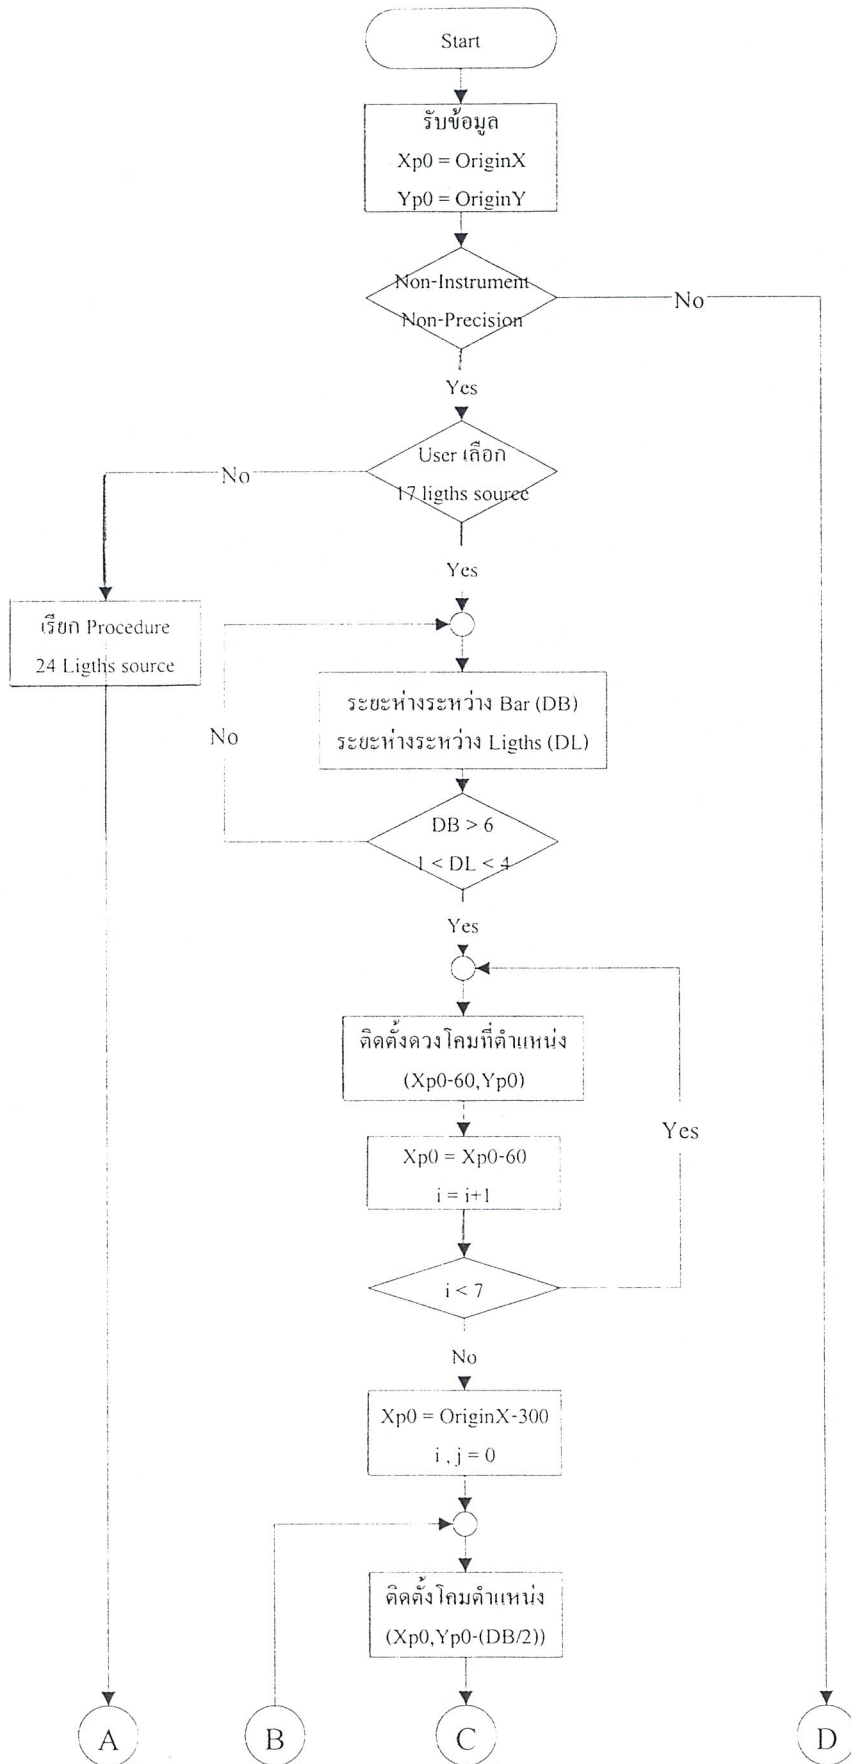 Start
รับข้อมูล
Xp0 = OriginX
Yp0 = OriginY
Non-Instrument
Non-Precision
No
Yes
User เลือก
17 ligths source
No
Yes
เรียก Procedure
24 Ligths source
ระยะห่างระหว่าง Bar (DB)
ระยะห่างระหว่าง Ligths (DL)
No
DB > 6
1 < DL < 4
Yes
ติดตั้งดวงโคมที่ตำแหน่ง
(Xp0-60,Yp0)
Yes
Xp0 = Xp0-60
i = i+1
i < 7
No
Xp0 = OriginX-300
i , j = 0
ติดตั้งโคมตำแหน่ง
(Xp0,Yp0-(DB/2))
A
B
C
D